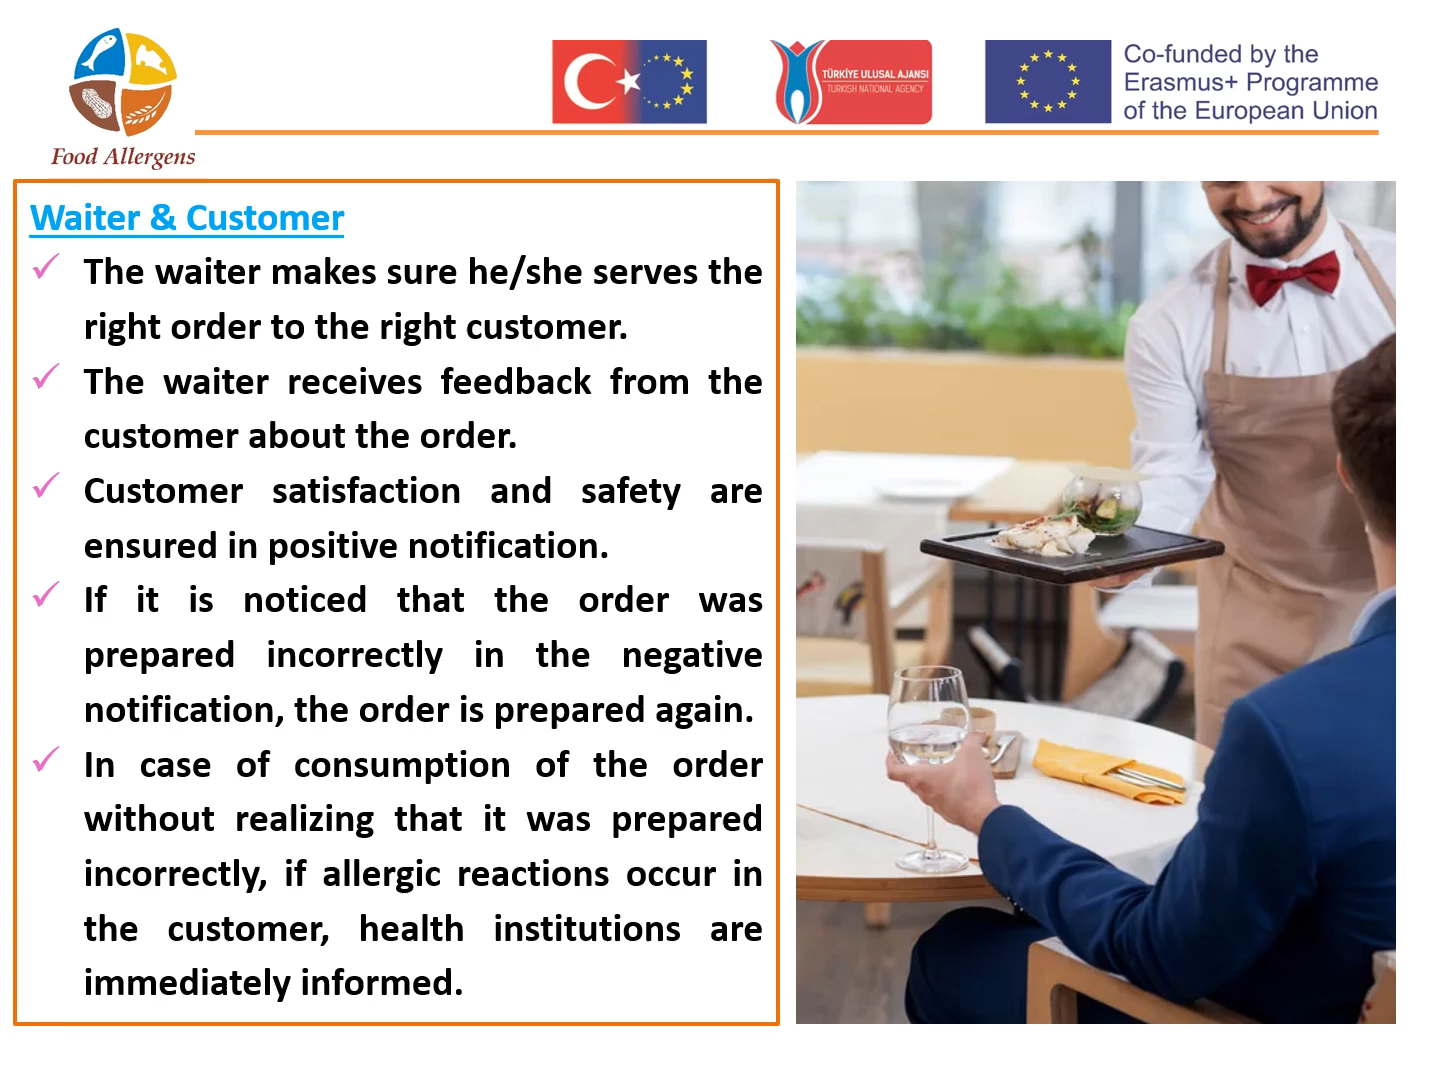 Food Allergens
TÜRKİYE ULUSAL AJANSI
TURKISH NATIONAL AGENCY
Co-funded by the
Erasmus+ Programme
of the European Union
Waiter & Customer
✓ The waiter makes sure he/she serves the
right order to the right customer.
✓ The waiter receives feedback from the
customer about the order.
✓ Customer satisfaction and safety are
ensured in positive notification.
✓ If it is noticed that the order was
prepared incorrectly in the negative
notification, the order is prepared again.
✓ In case of consumption of the order
without realizing that it was prepared
incorrectly, if allergic reactions occur in
the customer, health institutions are
immediately informed.